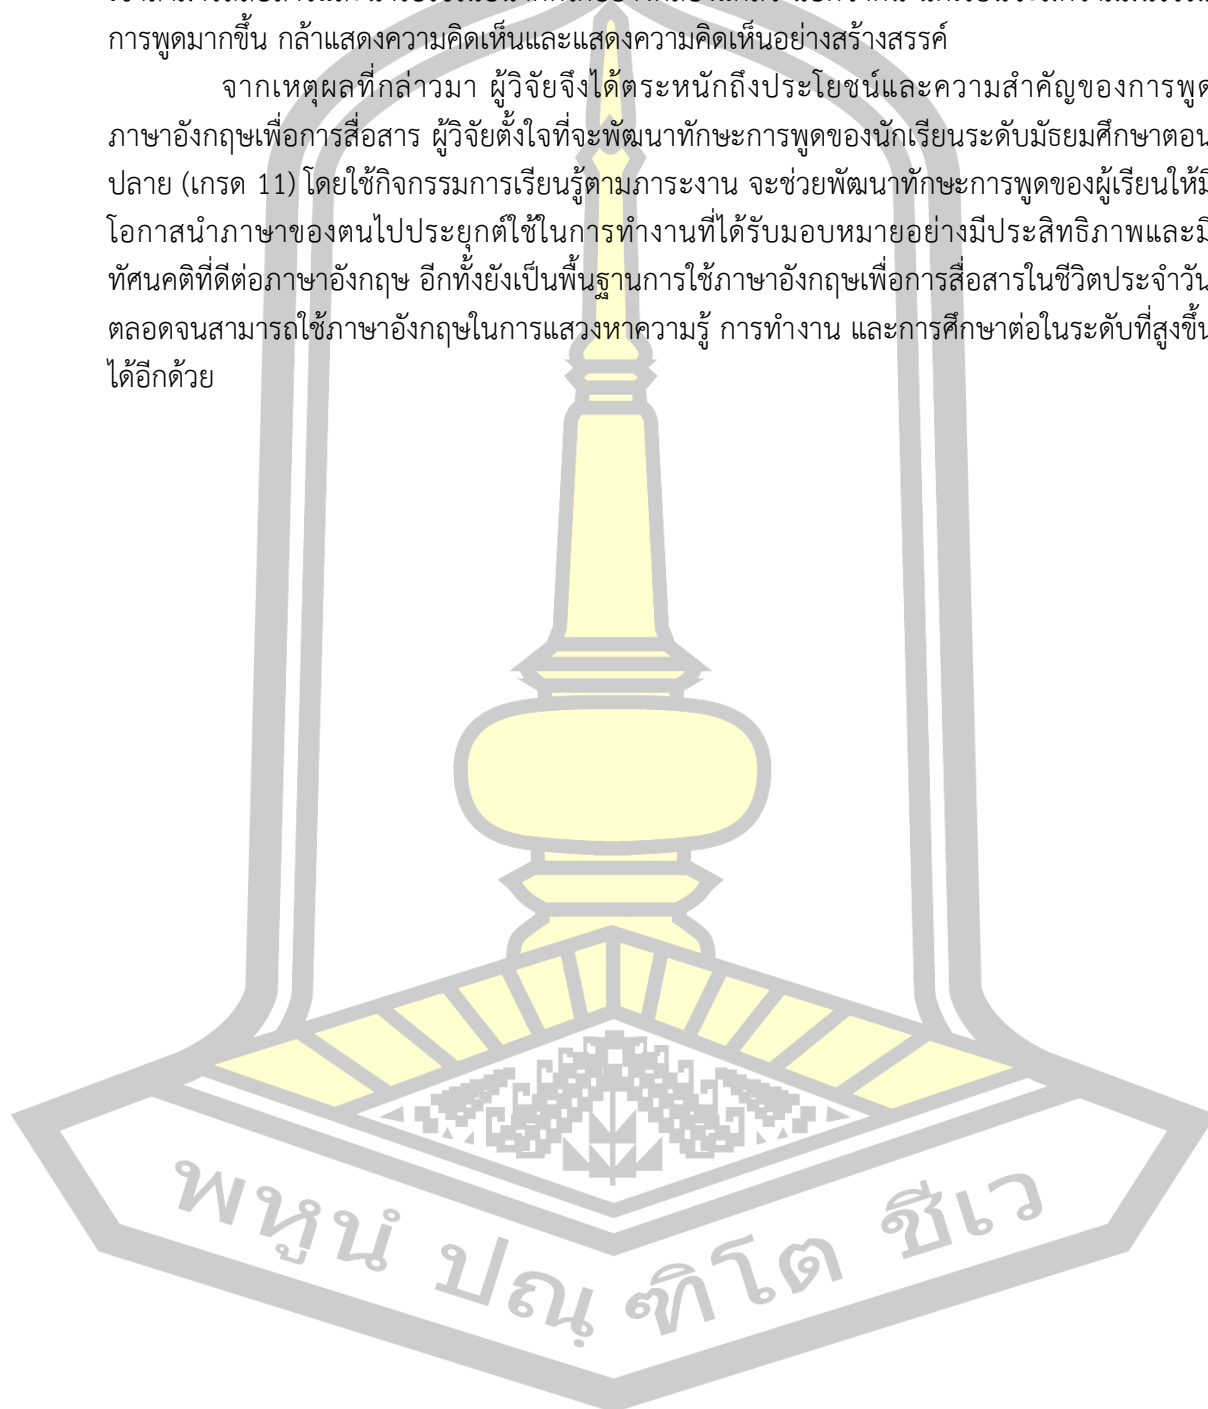 การพูดมากขึ้น กล้าแสดงความคิดเห็นและแสดงความคิดเห็นอย่างสร้างสรรค์
จากเหตุผลที่กล่าวมา ผู้วิจัยจึงได้ตระหนักถึงประโยชน์และความสำคัญของการพูด
ภาษาอังกฤษเพื่อการสื่อสาร ผู้วิจัยตั้งใจที่จะพัฒนาทักษะการพูดของนักเรียนระดับมัธยมศึกษาตอน
ปลาย (เกรด 11) โดยใช้กิจกรรมการเรียนรู้ตามภาระงาน จะช่วยพัฒนาทักษะการพูดของผู้เรียนให้มี
โอกาสนำภาษาของตนไปประยุกต์ใช้ในการทำงานที่ได้รับมอบหมายอย่างมีประสิทธิภาพและมี
ทัศนคติที่ดีต่อภาษาอังกฤษ อีกทั้งยังเป็นพื้นฐานการใช้ภาษาอังกฤษเพื่อการสื่อสารในชีวิตประจำวัน
ตลอดจนสามารถใช้ภาษาอังกฤษในการแสวงหาความรู้ การทำงาน และการศึกษาต่อในระดับที่สูงขึ้น
ได้อีกด้วย
พหูนํ ปณฺฑิโต ชีเว